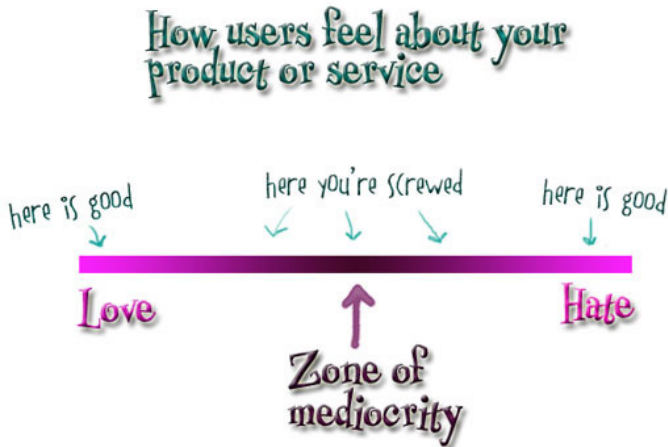 How users feel about your
product or service
here is good
here you're screwed
here is good
Love
Hate
Zone of
mediocrity